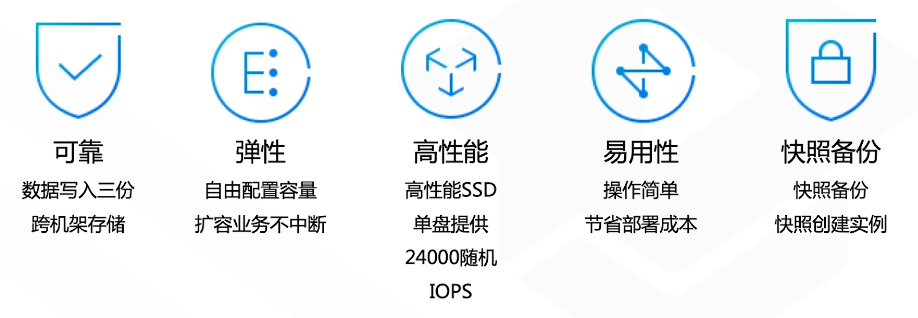 可靠
数据写入三份
跨机架存储
弹性
自由配置容量
扩容业务不中断
高性能
高性能SSD
单盘提供
24000随机
IOPS
易用性
操作简单
节省部署成本
快照备份
快照备份
快照创建实例